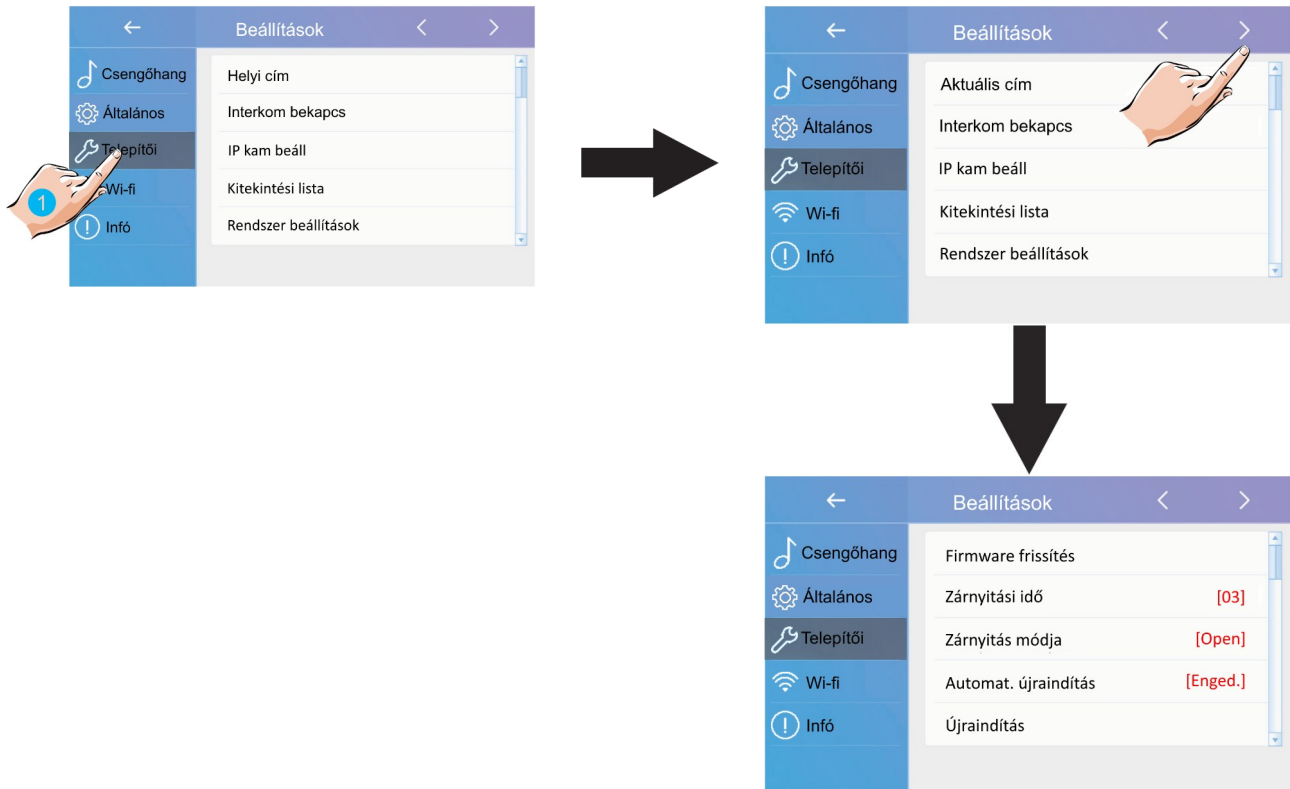 Beállítások
Csengőhang
Általános
Telepítői
Wi-fi
Infó
Helyi cím
Interkom bekapcs
IP kam beáll
Kitekintési lista
Rendszer beállítások
1
Beállítások
Csengőhang
Általános
Telepítői
Wi-fi
Infó
Aktuális cím
Interkom bekapcs
IP kam beáll
Kitekintési lista
Rendszer beállítások
Beállítások
Csengőhang
Általános
Telepítői
Wi-fi
Infó
Firmware frissítés
Zárnyitási idő [03]
Zárnyitás módja [Open]
Automat. újraindítás [Enged.]
Újraindítás